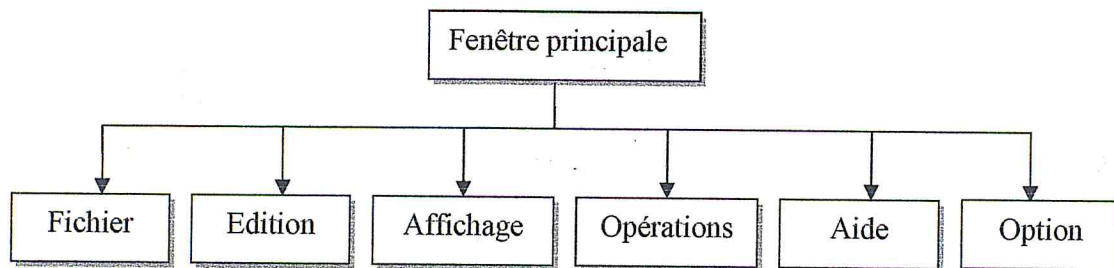 Fenêtre principale
Fichier
Edition
Affichage
Opérations
Aide
Option